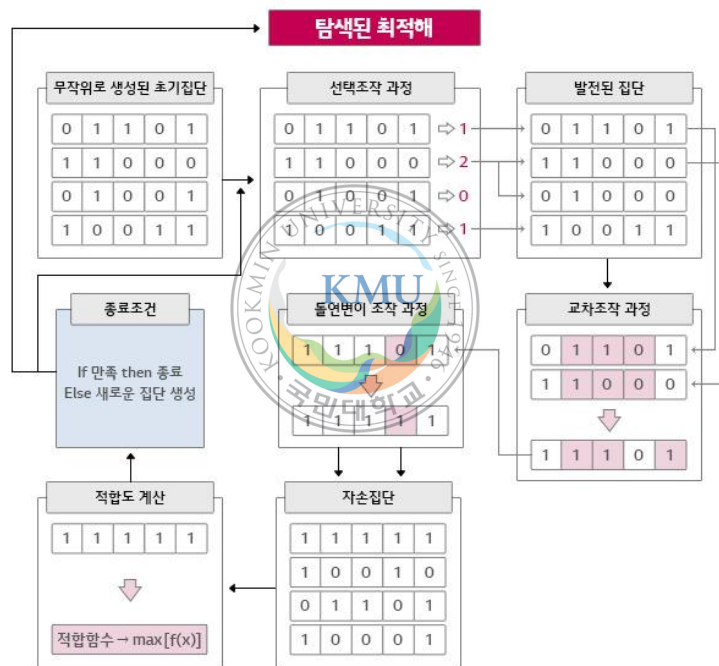 탐색된 최적해
무작위로 생성된 초기집단
0 1 1 0 1
1 1 0 0 0
0 1 0 0 1
1 0 0 1 1
선택조작 과정
0 1 1 0 1 1
1 1 0 0 0 2
0 1 0 0 1 0
1 0 0 1 1 1
발전된 집단
0 1 1 0 1
1 1 0 0 0
0 1 0 0 0
1 0 0 1 1
종료조건
If 만족 then 종료
Else 새로운 집단 생성
돌연변이 조작 과정
1 1 1 0 1
1 1 1 1 1
교차조작 과정
0 1 1 0 1
1 1 0 0 0
1 1 1 0 1
적합도 계산
1 1 1 1 1
적합함수→max[f(x)]
자손집단
1 1 1 1 1
1 0 0 1 0
0 1 1 0 1
1 0 0 0 1
KOOKMIN UNIVERSITY SINCE 1946
KMU
국민대학교